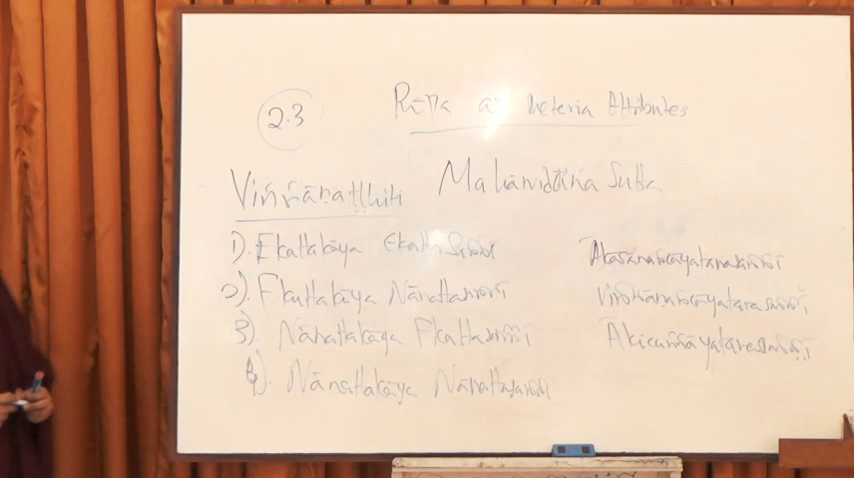 2.3
Rūpa as Meteria Attributes
Viññāṇaṭṭhiti Mahānidāna Sutta
1). Ekattakāya Ekattasaññī
2) Ekattakāya Nānattasaññī
3). Nānattakāya Ekattasaññī
4). Nānattakāya Nānattasaññī
Ākāsānañcāyatanasaññī
Viññāṇañcāyatanasaññī
Ākiñcaññāyatanasaññī